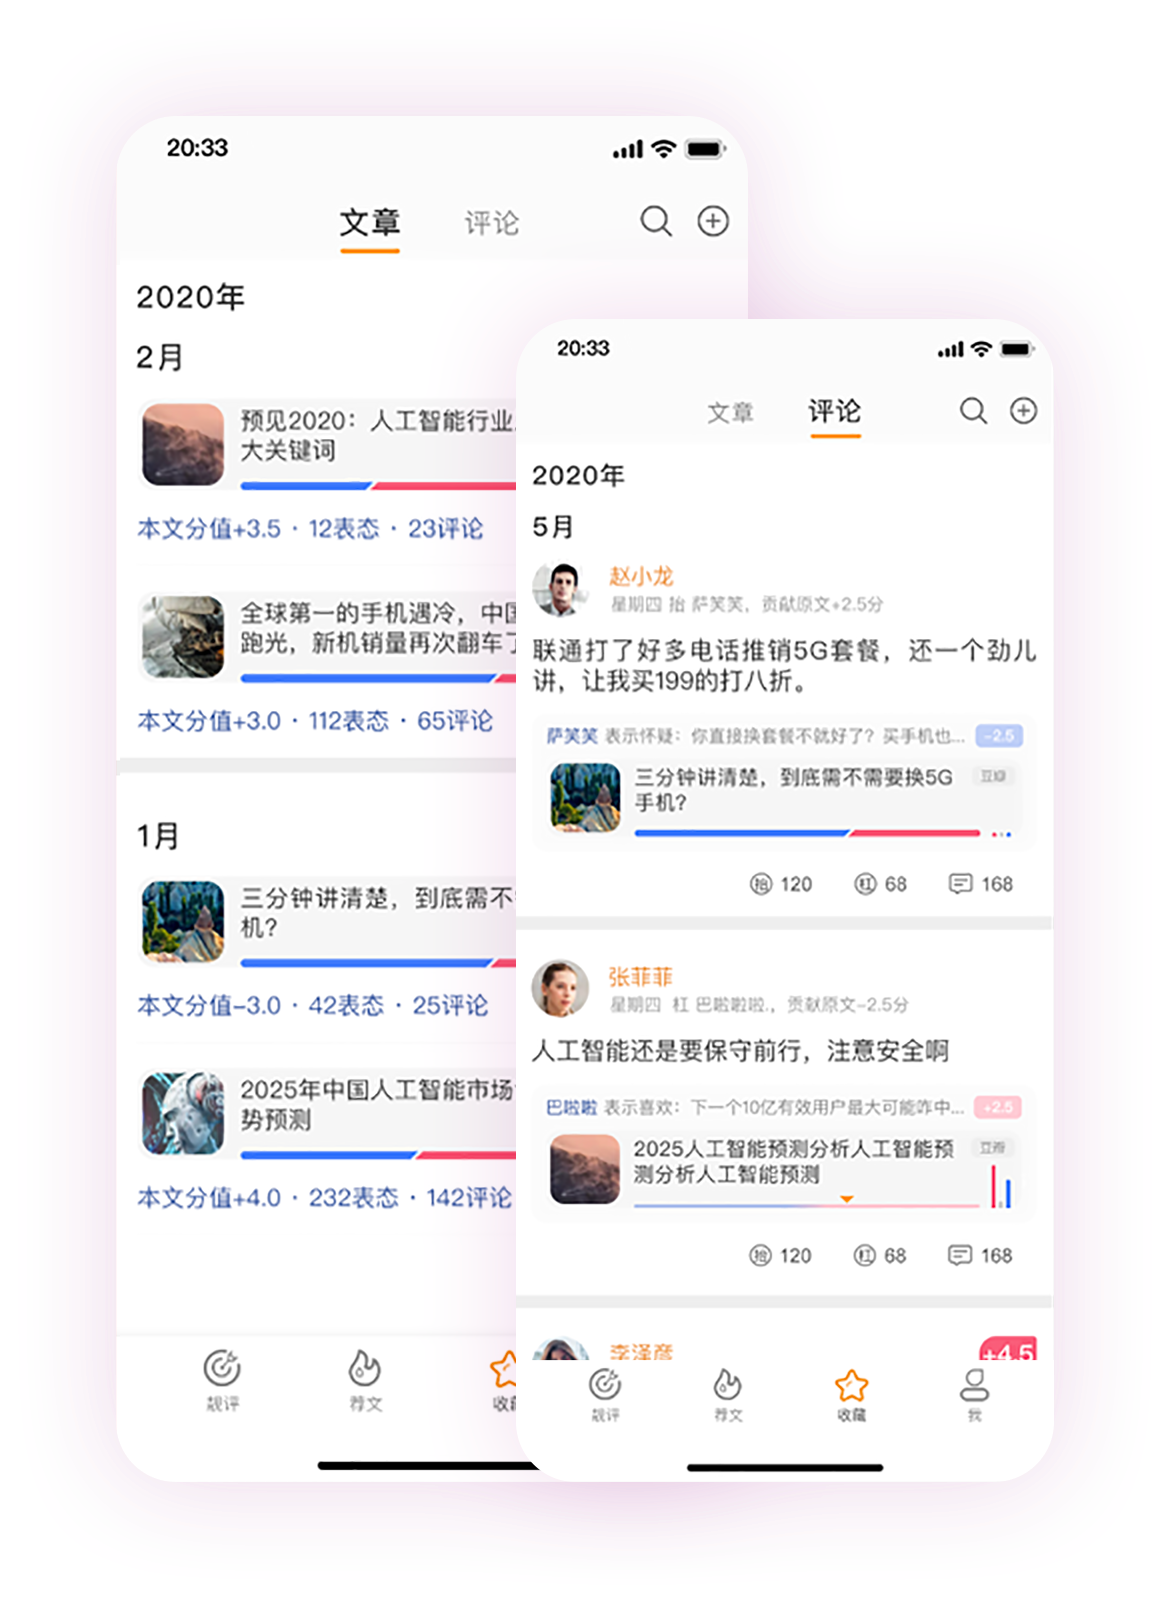 20:33
文章 评论
2020年
2月
预见2020：人工智能行业
大关键词
本文分值+3.5 · 12表态 · 23评论
全球第一的手机遇冷，中
跑光，新机销量再次翻车
本文分值+3.0 · 112表态 · 65评论
1月
三分钟讲清楚，到底需不
机？
本文分值-3.0 · 42表态 · 25评论
2025年中国人工智能市场
势预测
本文分值+4.0 · 232表态 · 142评论
靓评 荐文 收藏
20:33
文章 评论
2020年
5月
赵小龙
星期四 抬 萨笑笑，贡献原文+2.5分
联通打了好多电话推销5G套餐，还一个劲儿
讲，让我买199的打八折。
萨笑笑 表示怀疑：你直接换套餐不就好了？买手机也... -2.5
三分钟讲清楚，到底需不需要换5G 豆瓣
手机？
抬 120 杠 68 168
张菲菲
星期四 杠 巴啦啦啦.，贡献原文-2.5分
人工智能还是要保守前行，注意安全啊
巴啦啦 表示喜欢：下一个10亿有效用户最大可能咋中... +2.5
2025人工智能预测分析人工智能预 豆瓣
测分析人工智能预测
抬 120 杠 68 168
李泽彦 +4.5
靓评 荐文 收藏 我